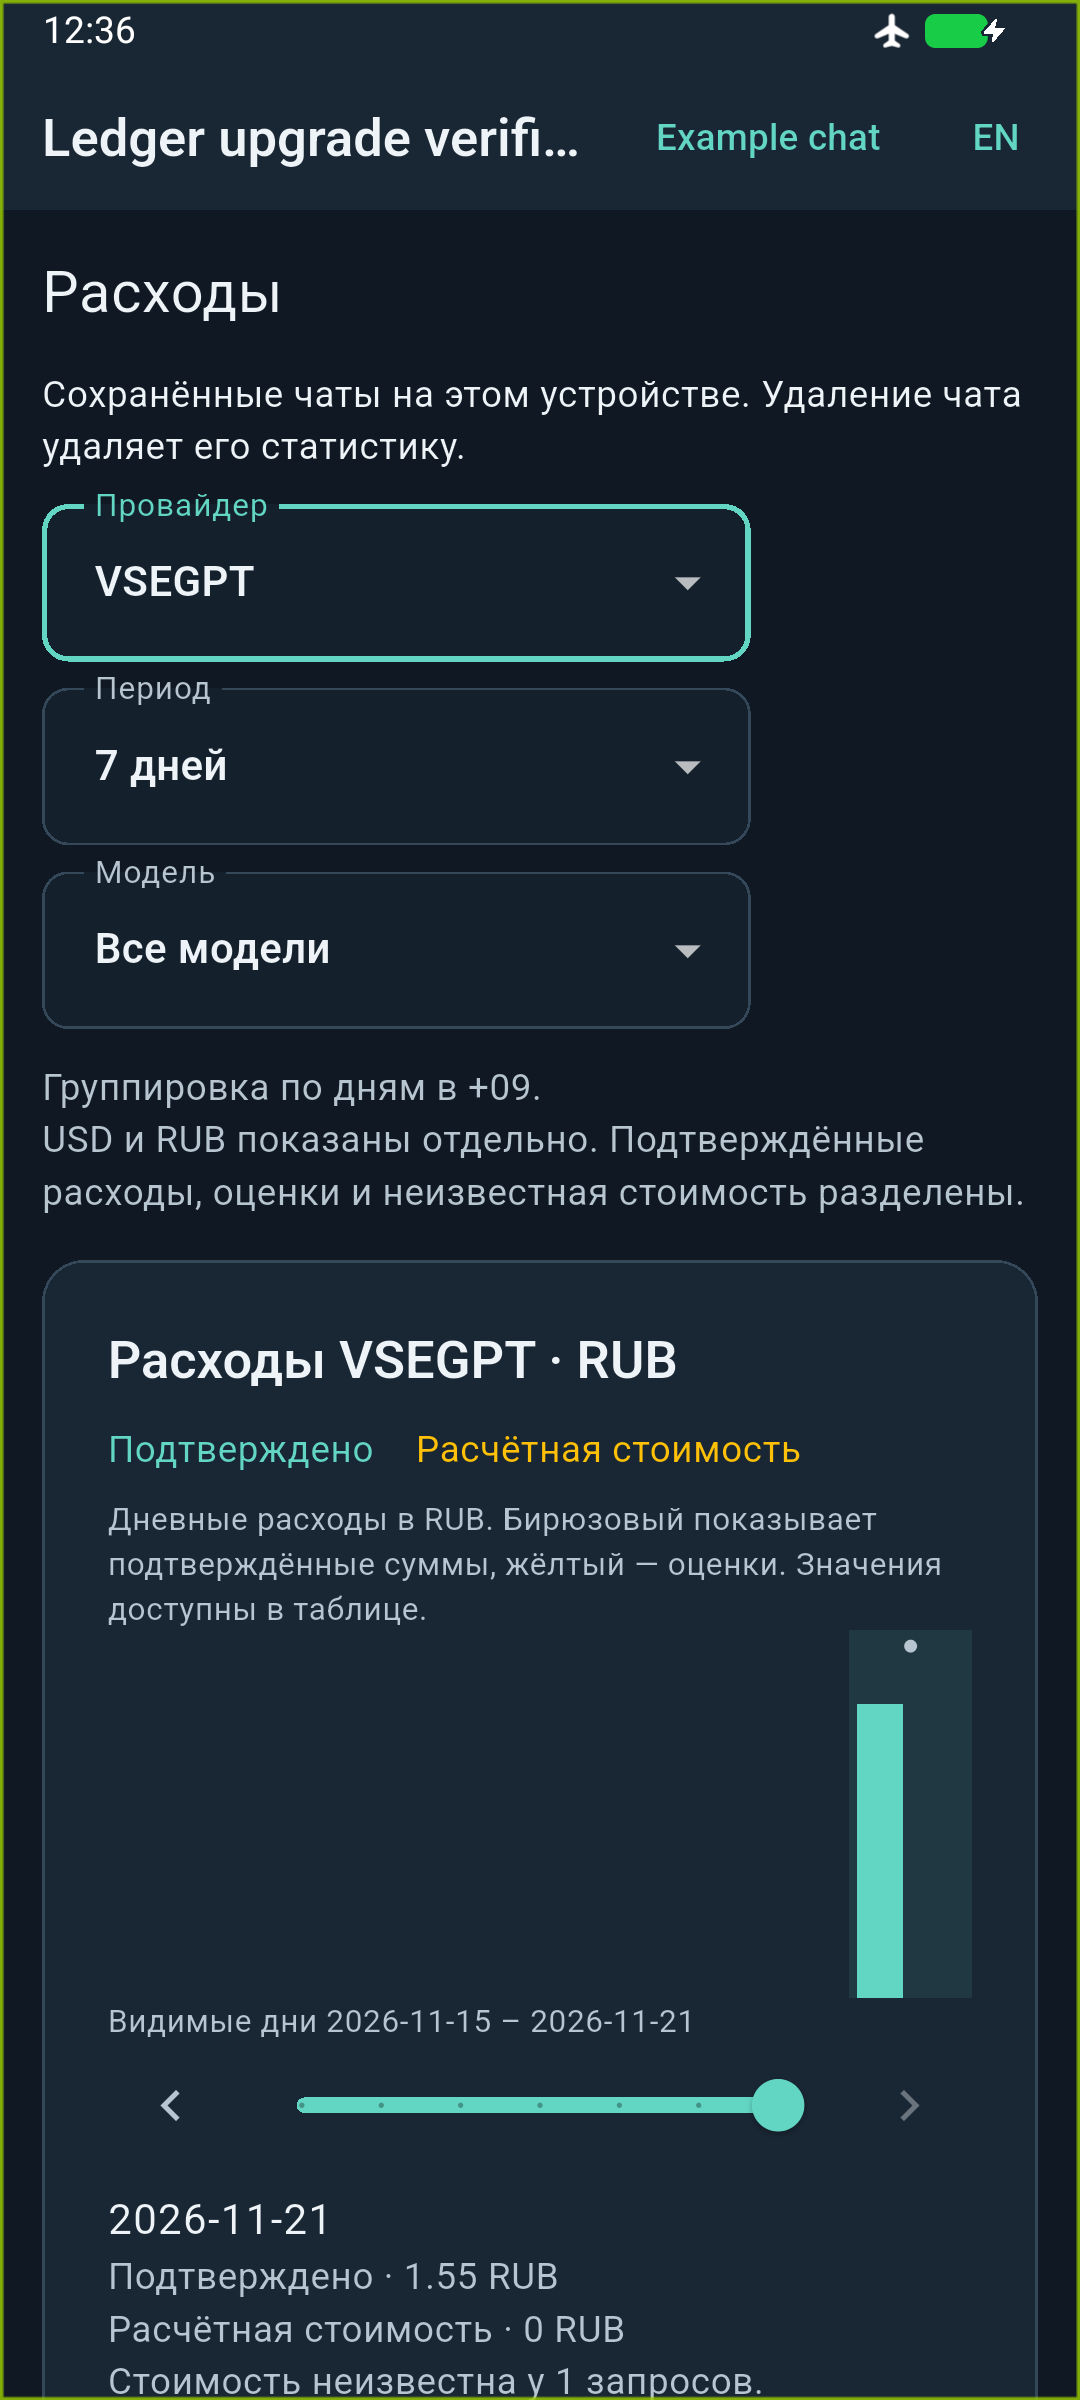 12:36
Ledger upgrade verifi...
Example chat
EN
Расходы
Сохранённые чаты на этом устройстве. Удаление чата
удаляет его статистику.
Провайдер
VSEGPT
Период
7 дней
Модель
Все модели
Группировка по дням в +09.
USD и RUB показаны отдельно. Подтверждённые
расходы, оценки и неизвестная стоимость разделены.
Расходы VSEGPT · RUB
Подтверждено Расчётная стоимость
Дневные расходы в RUB. Бирюзовый показывает
подтверждённые суммы, жёлтый — оценки. Значения
доступны в таблице.
Видимые дни 2026-11-15 – 2026-11-21
2026-11-21
Подтверждено · 1.55 RUB
Расчётная стоимость · 0 RUB
Стоимость неизвестна у 1 запросов.